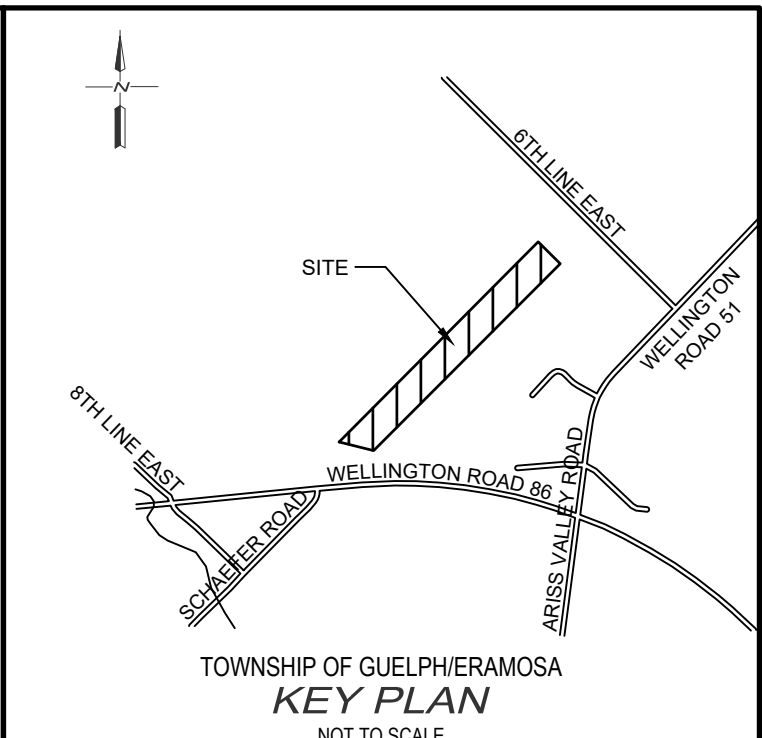 N
6TH LINE EAST
WELLINGTON
ROAD 51
SITE
8TH LINE EAST
WELLINGTON ROAD 86
SCHAEFER ROAD
ARISS VALLEY ROAD
TOWNSHIP OF GUELPH/ERAMOSA
KEY PLAN
NOT TO SCALE